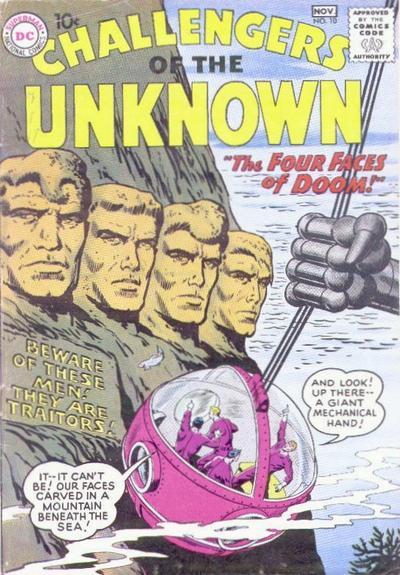 SUPERMAN
DC
NATIONAL COMICS
10¢
NOV.
NO. 10
APPROVED
BY THE
COMICS
CODE
AUTHORITY
CHALLENGERS
OF THE
UNKNOWN
"The FOUR FACES
of DOOM!"
BEWARE
OF THESE
MEN--
THEY ARE
TRAITORS!
AND LOOK!
UP THERE--
A GIANT
MECHANICAL
HAND!
IT--IT CAN'T
BE! OUR FACES
CARVED IN A
MOUNTAIN
BENEATH THE
SEA!